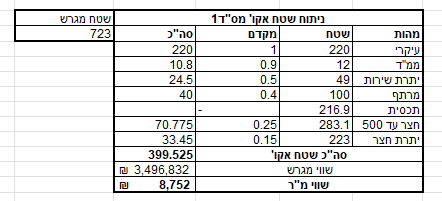 ניתוח שטח אקו' מס"ד1 שטח מגרש
מהות שטח מקדם סה"כ 723
עיקרי 220 1 220
ממ"ד 12 0.9 10.8
יתרת שירות 49 0.5 24.5
מרתף 100 0.4 40
תכסית 216.9 -
חצר עד 500 283.1 0.25 70.775
יתרת חצר 223 0.15 33.45
סה"כ שטח אקו' 399.525
שווי מגרש 3,496,832 ₪
שווי מ"ר 8,752 ₪